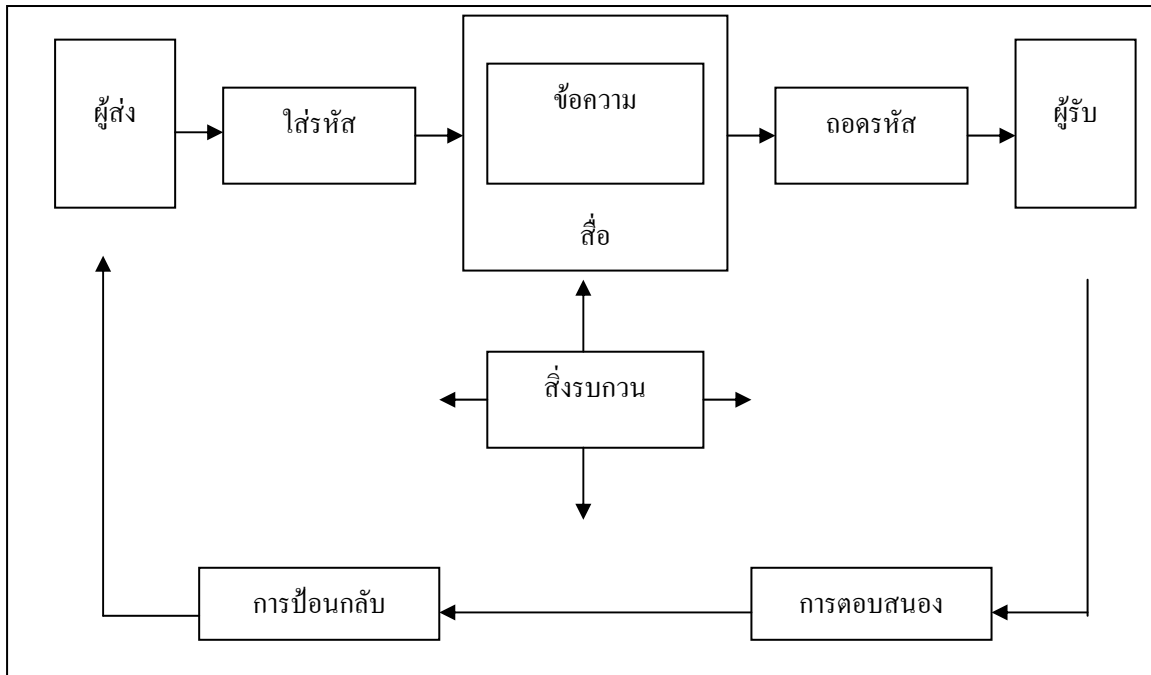 ผู้ส่ง
ใส่รหัส
ข้อความ
สื่อ
ถอดรหัส
ผู้รับ
สิ่งรบกวน
การป้อนกลับ
การตอบสนอง